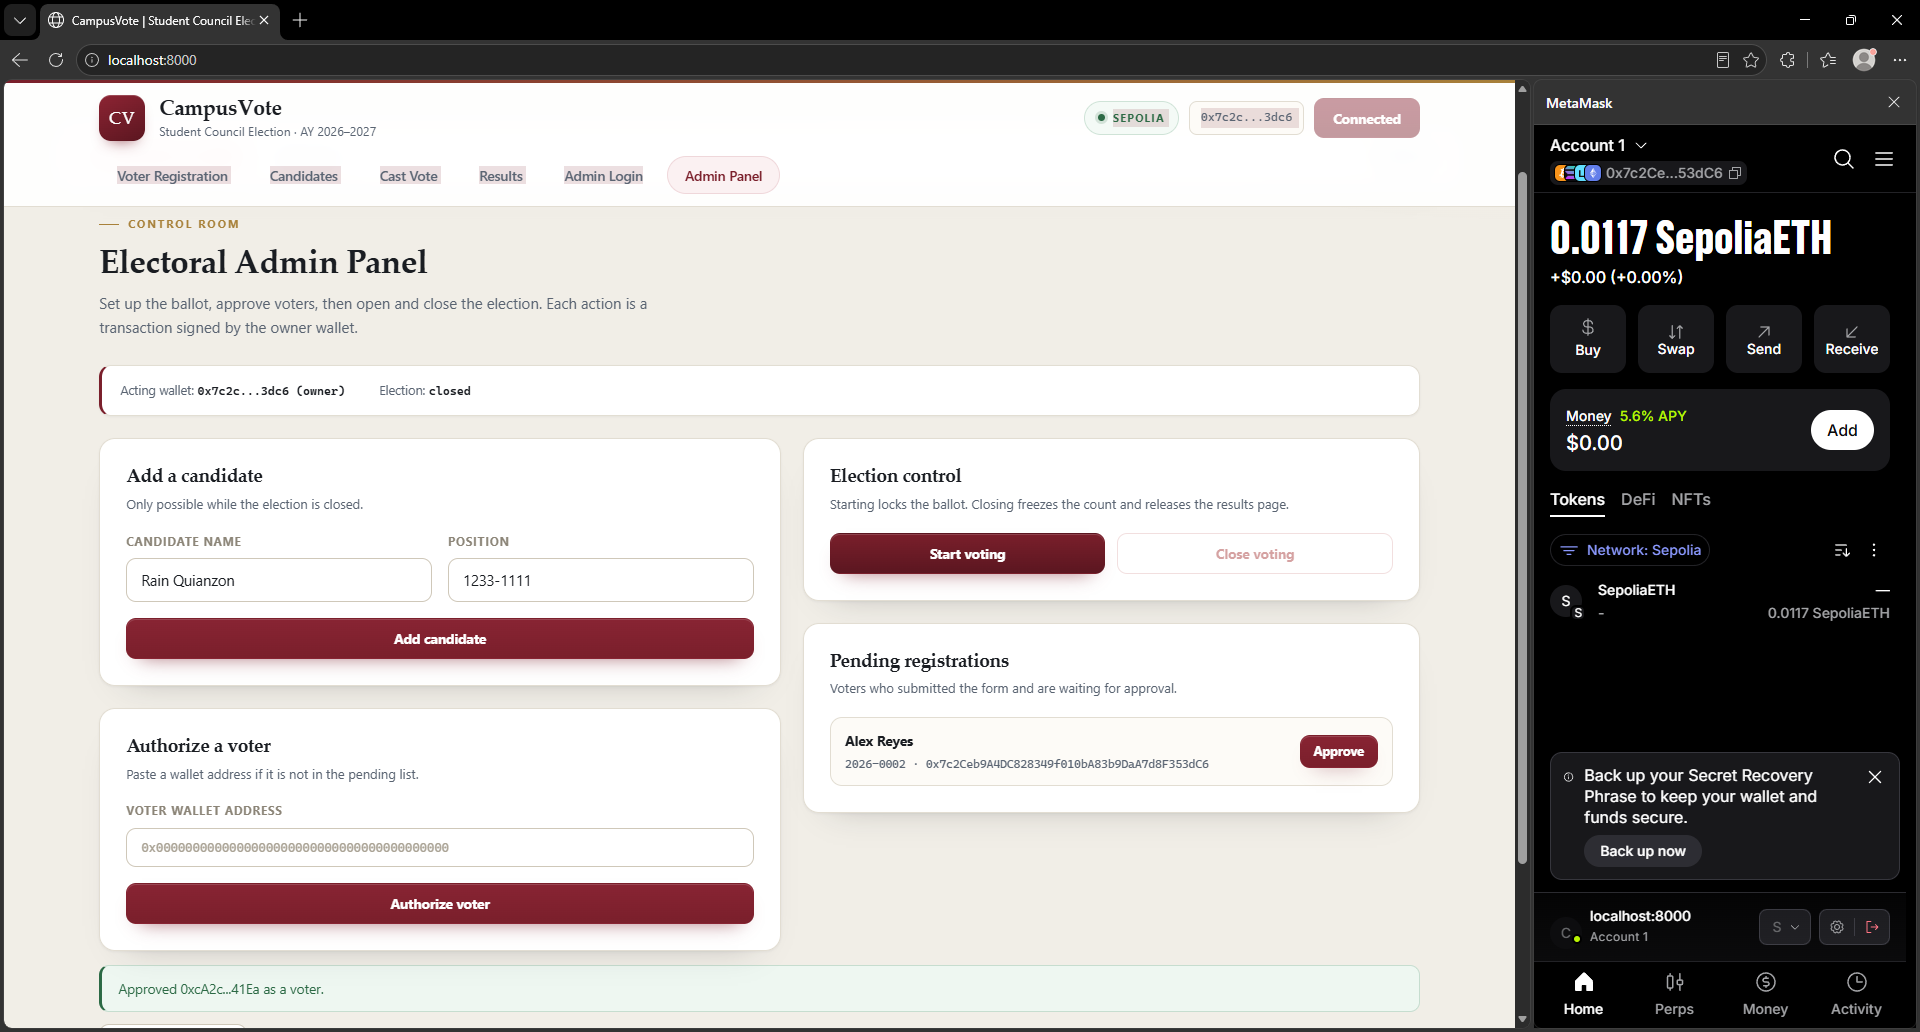 CampusVote | Student Council Elec
localhost:8000
CV
CampusVote
Student Council Election · AY 2026–2027
SEPOLIA
0x7c2c...3dc6
Connected
Voter Registration
Candidates
Cast Vote
Results
Admin Login
Admin Panel
CONTROL ROOM
Electoral Admin Panel
Set up the ballot, approve voters, then open and close the election. Each action is a
transaction signed by the owner wallet.
Acting wallet: 0x7c2c...3dc6 (owner)
Election: closed
Add a candidate
Only possible while the election is closed.
CANDIDATE NAME
POSITION
Rain Quianzon
1233-1111
Add candidate
Authorize a voter
Paste a wallet address if it is not in the pending list.
VOTER WALLET ADDRESS
0x0000000000000000000000000000000000000000
Authorize voter
Election control
Starting locks the ballot. Closing freezes the count and releases the results page.
Start voting
Close voting
Pending registrations
Voters who submitted the form and are waiting for approval.
Alex Reyes
2026-0002 · 0x7c2Ceb9A4DC828349f010bA83b9DaA7d8F353dC6
Approve
Approved 0xcA2c...41Ea as a voter.
MetaMask
Account 1
0x7c2Ce...53dC6
0.0117 SepoliaETH
+$0.00 (+0.00%)
Buy
Swap
Send
Receive
Money 5.6% APY
$0.00
Add
Tokens
DeFi
NFTs
Network: Sepolia
S
S
SepoliaETH
—
-
0.0117 SepoliaETH
Back up your Secret Recovery
Phrase to keep your wallet and
funds secure.
Back up now
C
localhost:8000
Account 1
S
Home
Perps
Money
Activity